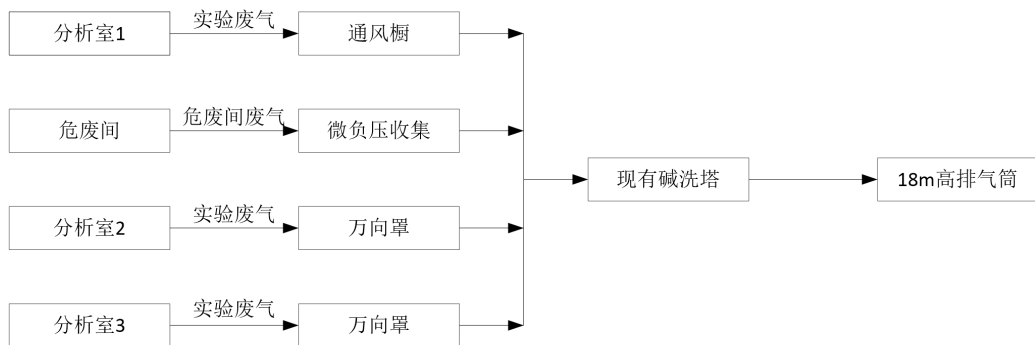 分析室1
实验废气
通风橱
危废间
危废间废气
微负压收集
现有碱洗塔
18m高排气筒
分析室2
实验废气
万向罩
分析室3
实验废气
万向罩